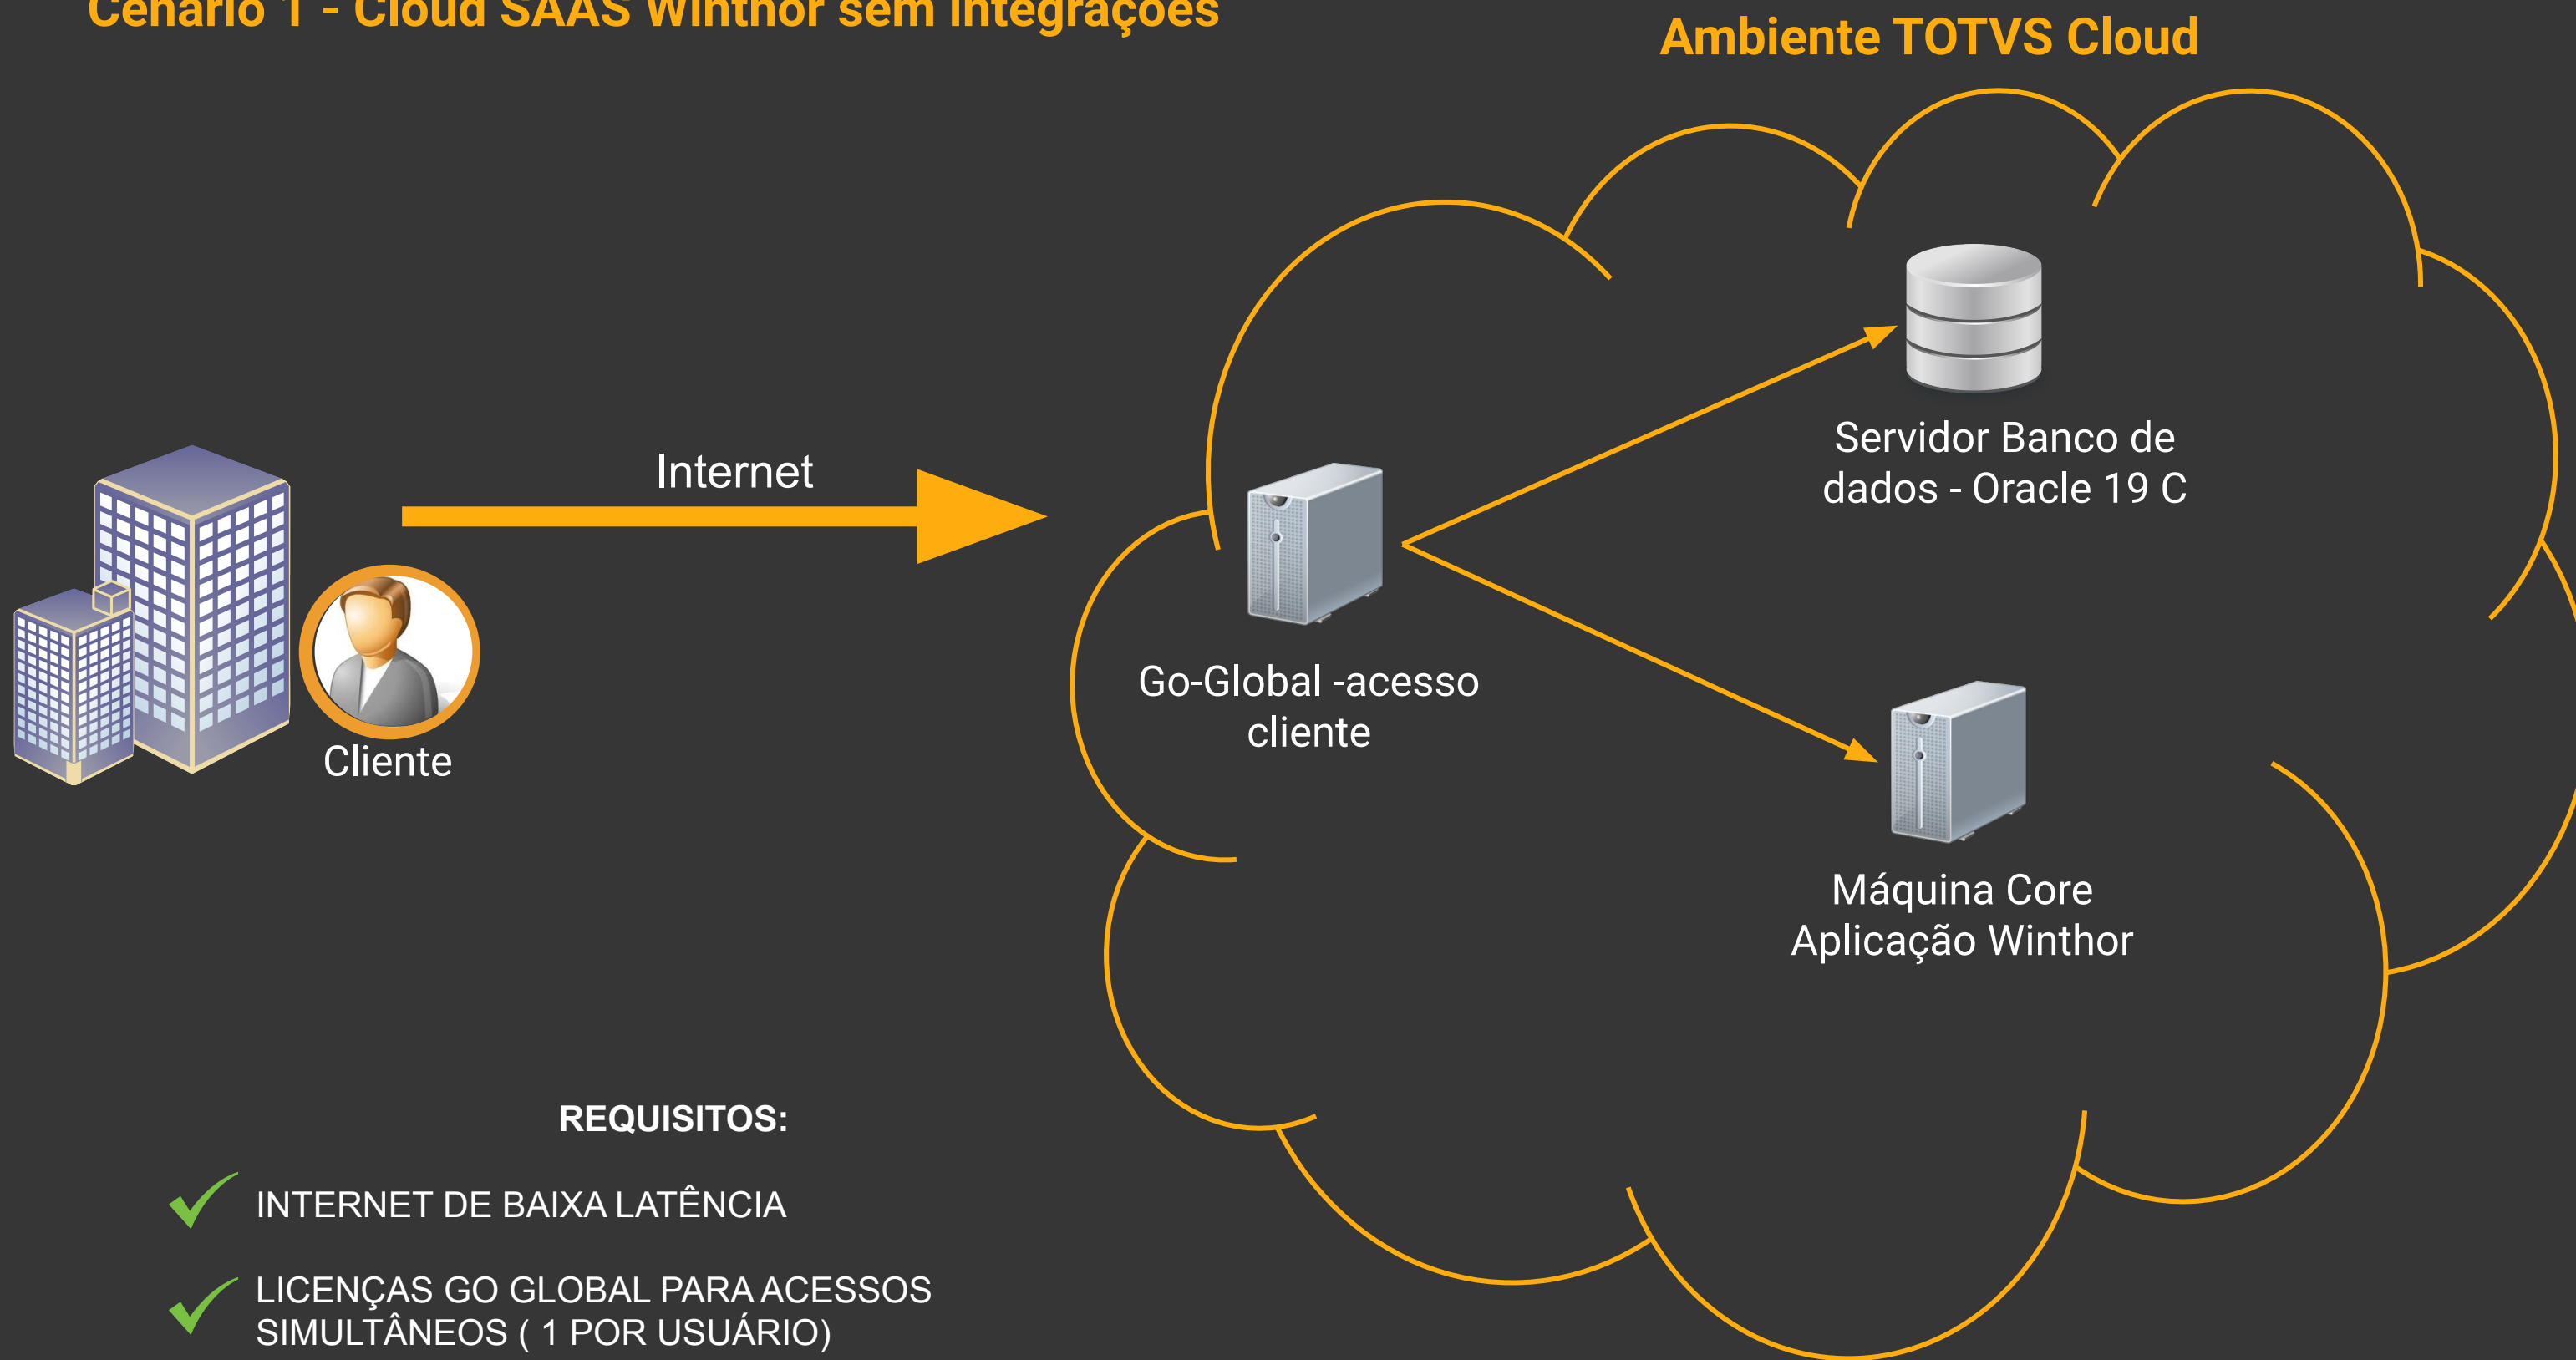 Cenário 1 - Cloud SAAS Winthor sem integrações
Ambiente TOTVS Cloud
Internet
Cliente
Go-Global -acesso
cliente
Servidor Banco de
dados - Oracle 19 C
Máquina Core
Aplicação Winthor
REQUISITOS:
INTERNET DE BAIXA LATÊNCIA
LICENÇAS GO GLOBAL PARA ACESSOS
SIMULTÂNEOS ( 1 POR USUÁRIO)